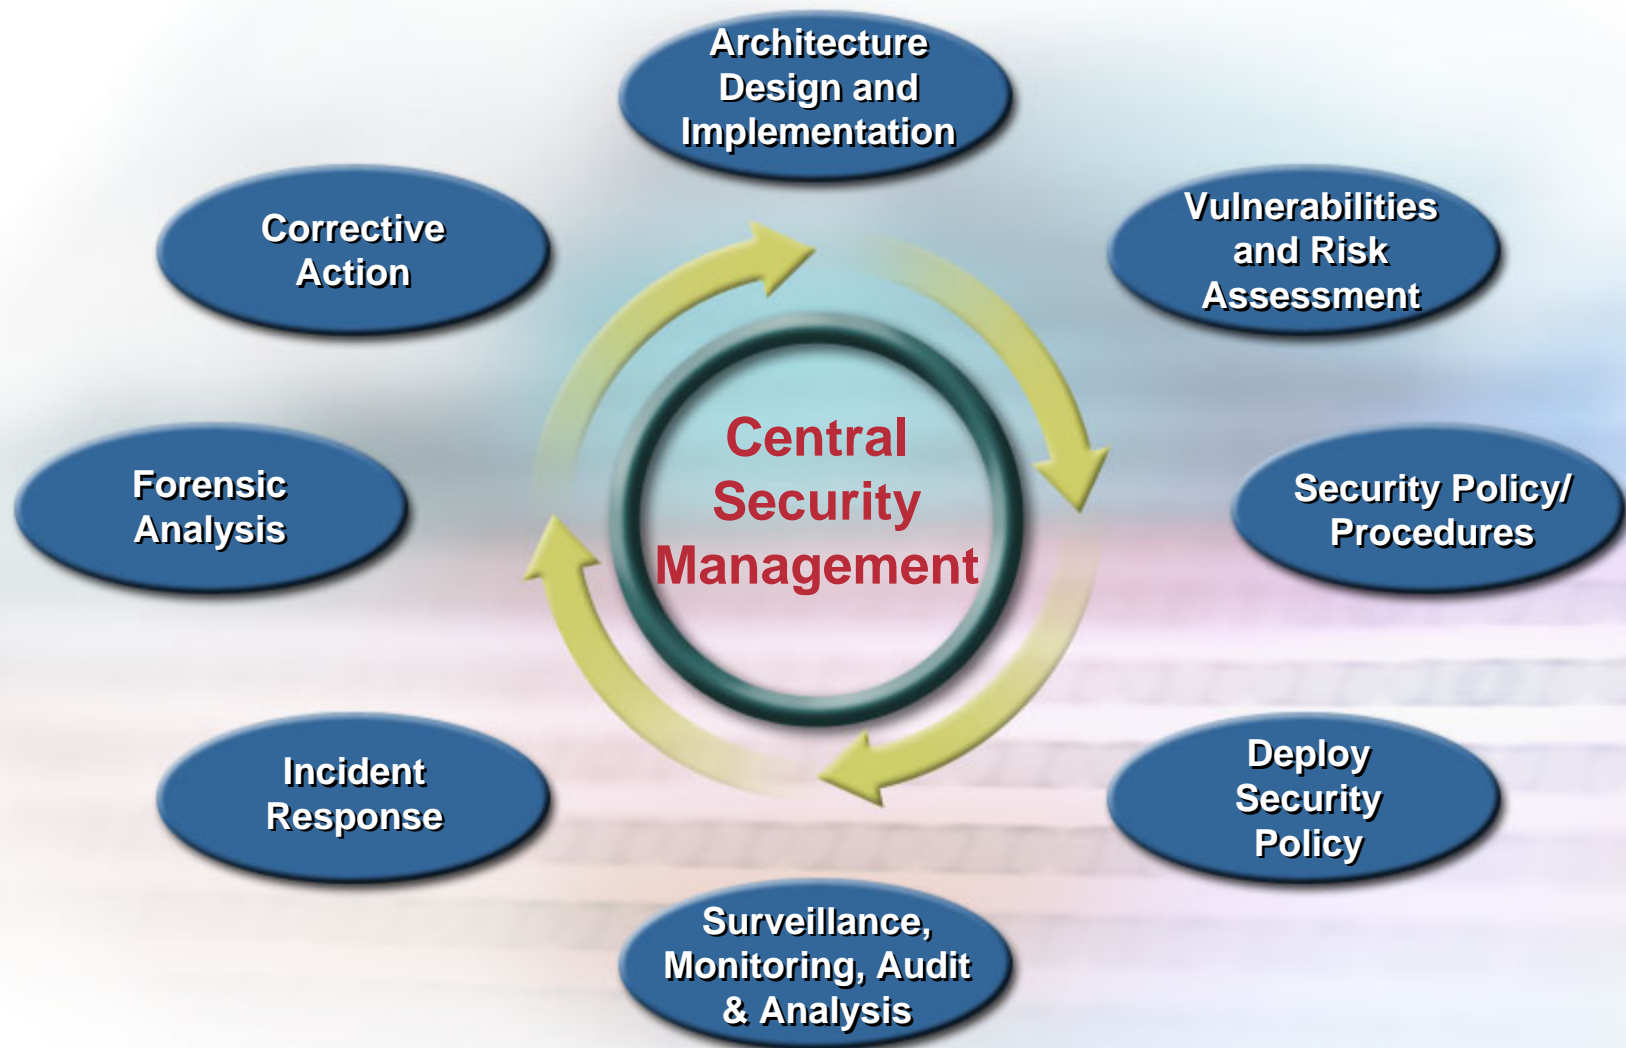 Architecture
Design and
Implementation
Corrective
Action
Vulnerabilities
and Risk
Assessment
Central
Security
Management
Forensic
Analysis
Security Policy/
Procedures
Incident
Response
Deploy
Security
Policy
Surveillance,
Monitoring, Audit
& Analysis